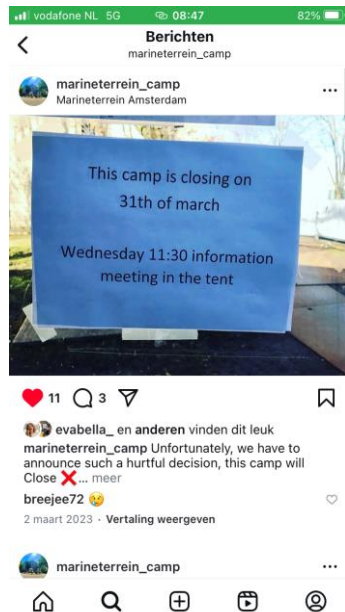 vodafone NL 5G 08:47 82%
Berichten
marineterrein_camp
marineterrein_camp
Marineterrein Amsterdam
This camp is closing on
31th of march
Wednesday 11:30 information
meeting in the tent
11 3
evabella_ en anderen vinden dit leuk
marineterrein_camp Unfortunately, we have to
announce such a hurtful decision, this camp will
Close ❌... meer
breejee72 😢
2 maart 2023 · Vertaling weergeven
marineterrein_camp